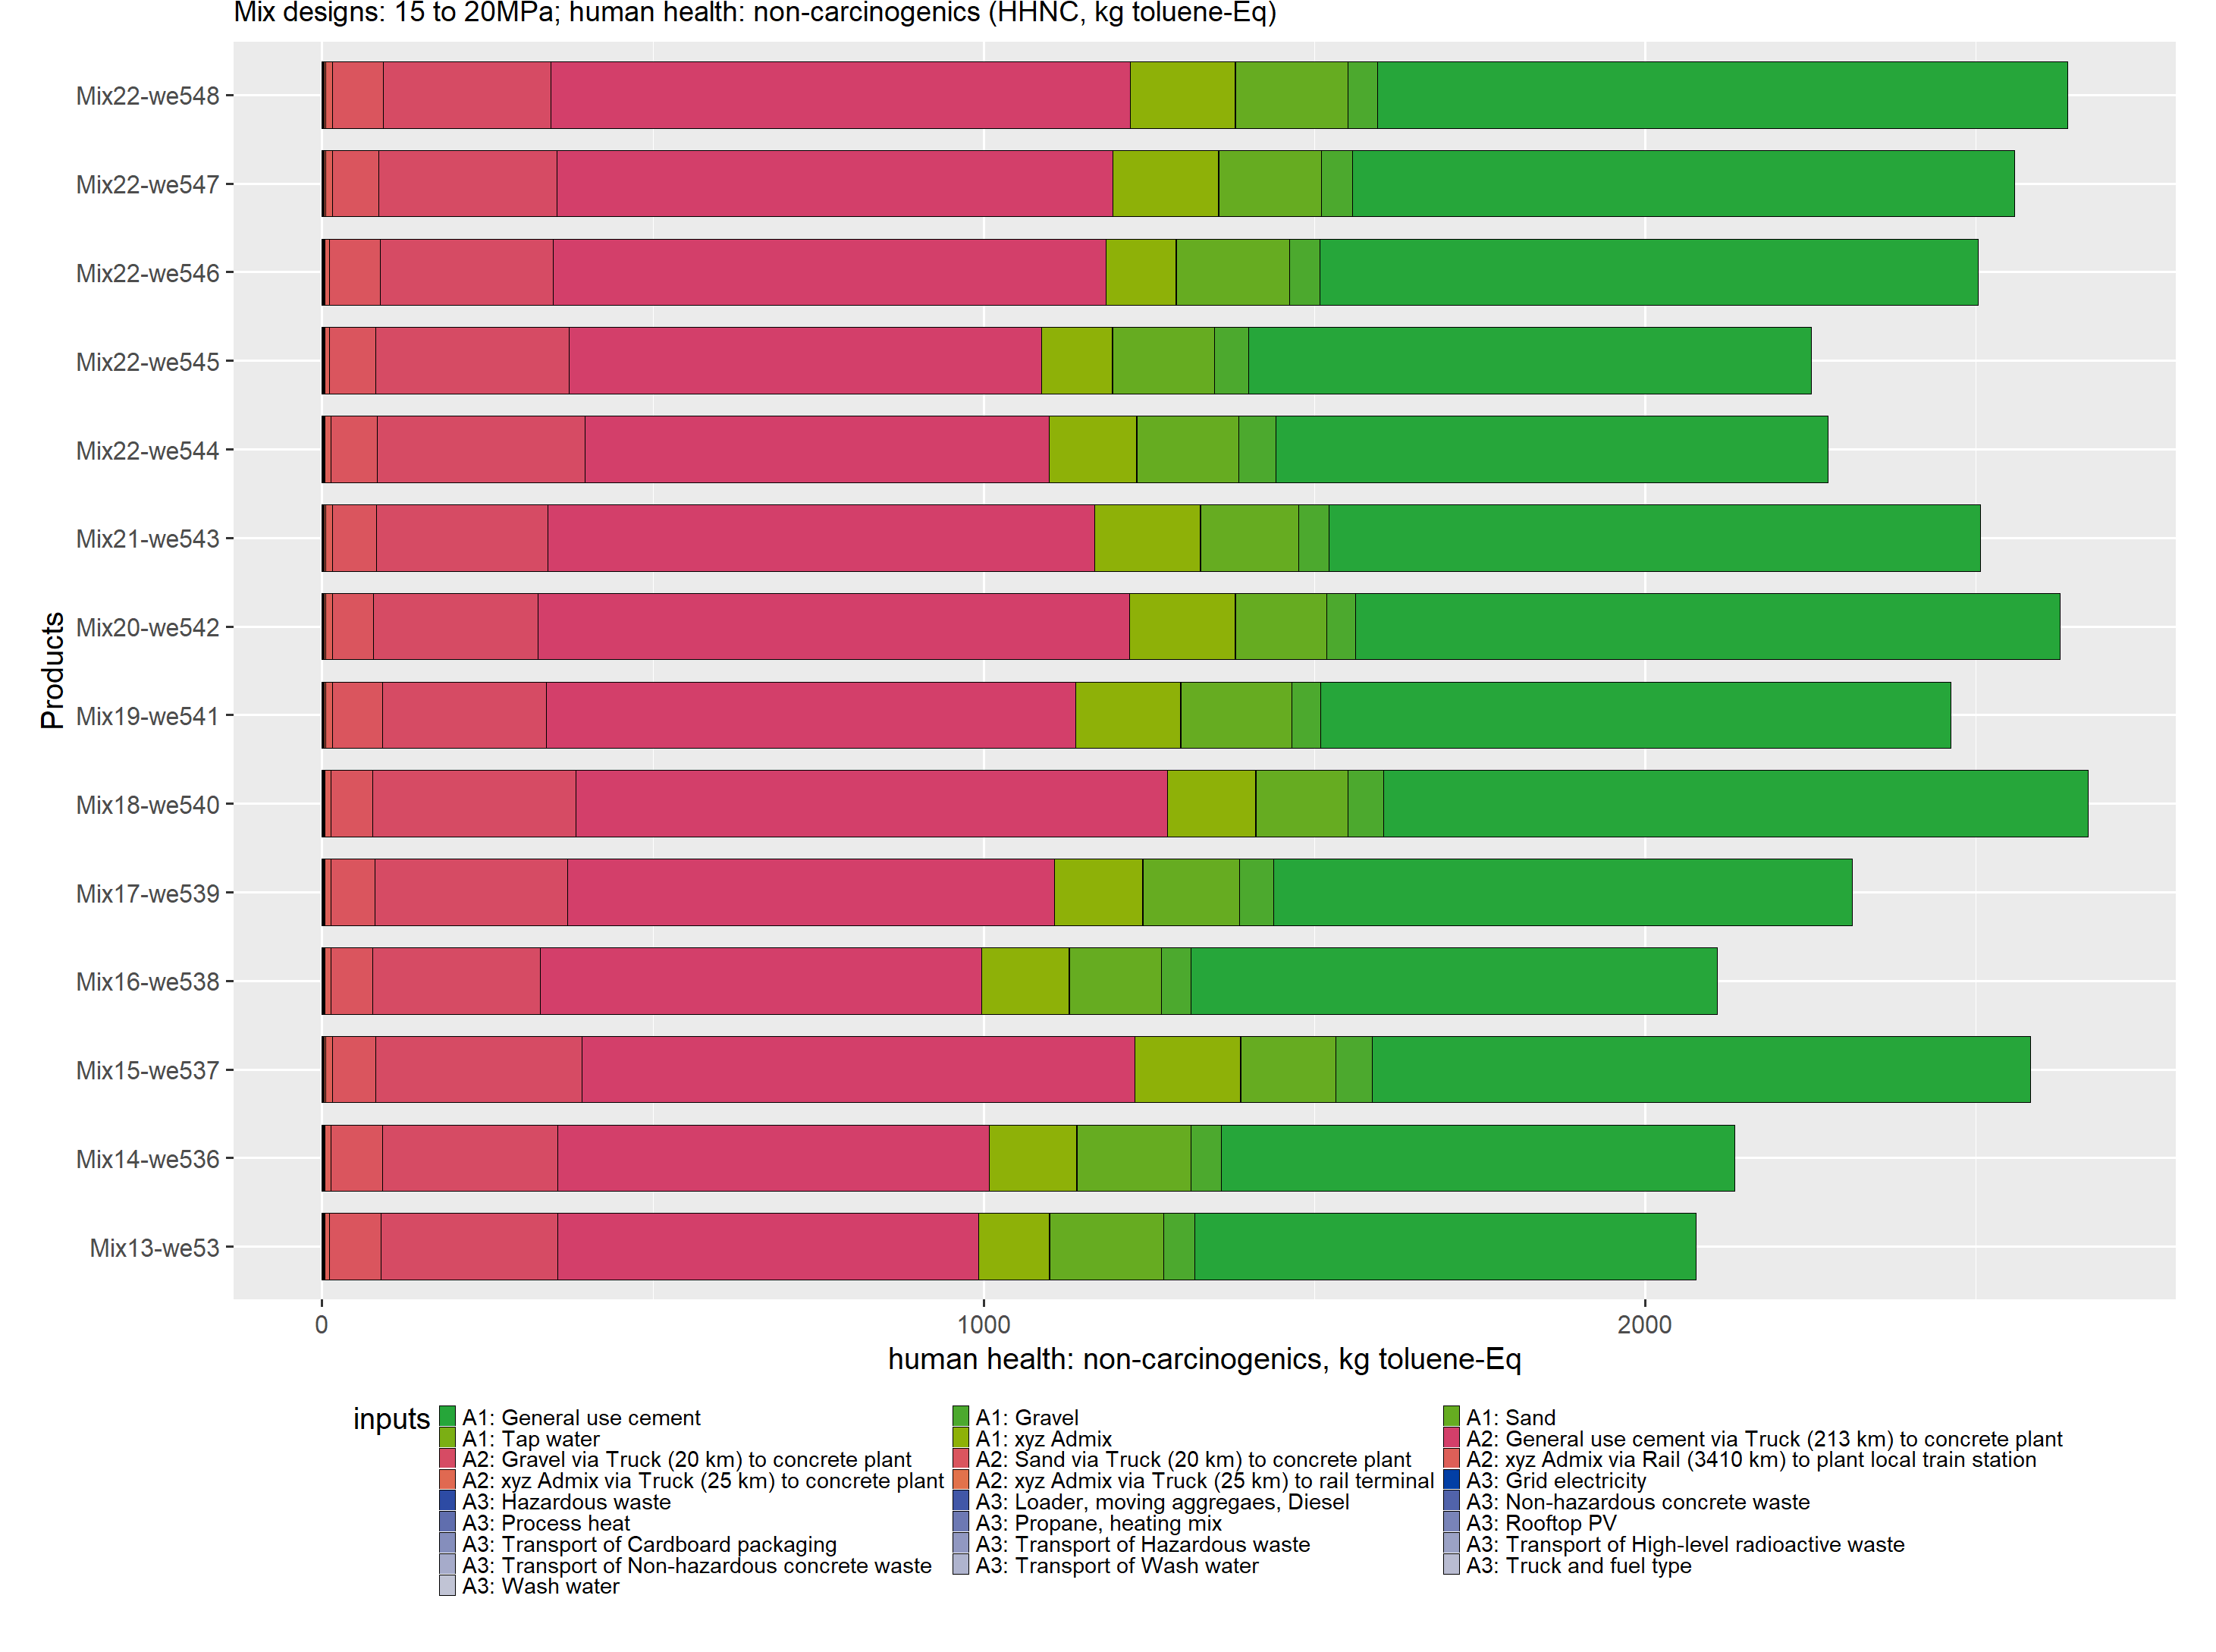 Mix designs: 15 to 20MPa; human health: non-carcinogenics (HHNC, kg toluene-Eq)
Mix22-we548
Mix22-we547
Mix22-we546
Mix22-we545
Mix22-we544
Mix21-we543
Mix20-we542
Mix19-we541
Mix18-we540
Mix17-we539
Mix16-we538
Mix15-we537
Mix14-we536
Mix13-we53
Products
0 1000 2000
human health: non-carcinogenics, kg toluene-Eq
inputs
A1: General use cement A1: Gravel A1: Sand
A1: Tap water A1: xyz Admix A2: General use cement via Truck (213 km) to concrete plant
A2: Gravel via Truck (20 km) to concrete plant A2: Sand via Truck (20 km) to concrete plant A2: xyz Admix via Rail (3410 km) to plant local train station
A2: xyz Admix via Truck (25 km) to concrete plant A2: xyz Admix via Truck (25 km) to rail terminal A3: Grid electricity
A3: Hazardous waste A3: Loader, moving aggregaes, Diesel A3: Non-hazardous concrete waste
A3: Process heat A3: Propane, heating mix A3: Rooftop PV
A3: Transport of Cardboard packaging A3: Transport of Hazardous waste A3: Transport of High-level radioactive waste
A3: Transport of Non-hazardous concrete waste A3: Transport of Wash water A3: Truck and fuel type
A3: Wash water